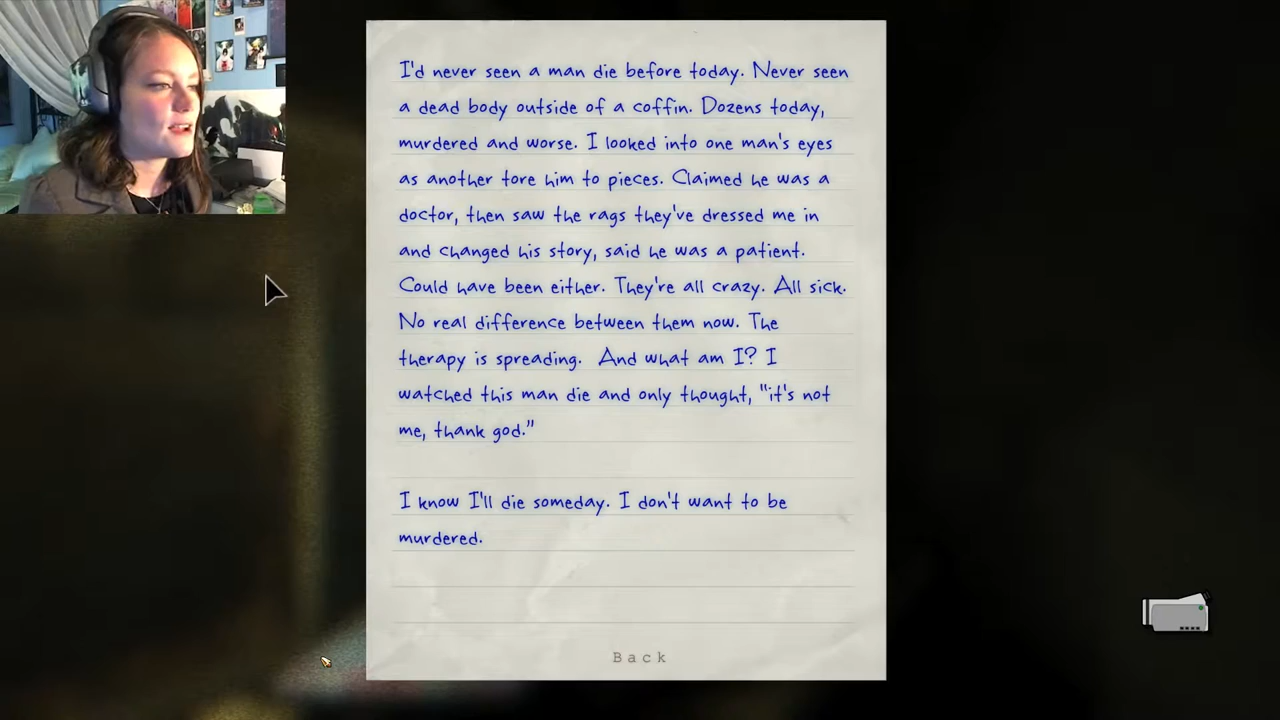 I'd never seen a man die before today. Never seen
a dead body outside of a coffin. Dozens today,
murdered and worse. I looked into one man's eyes
as another tore him to pieces. Claimed he was a
doctor, then saw the rags they've dressed me in
and changed his story, said he was a patient.
Could have been either. They're all crazy. All sick.
No real difference between them now. The
therapy is spreading. And what am I? I
watched this man die and only thought, "it's not
me, thank god."
I know I'll die someday. I don't want to be
murdered.
Back